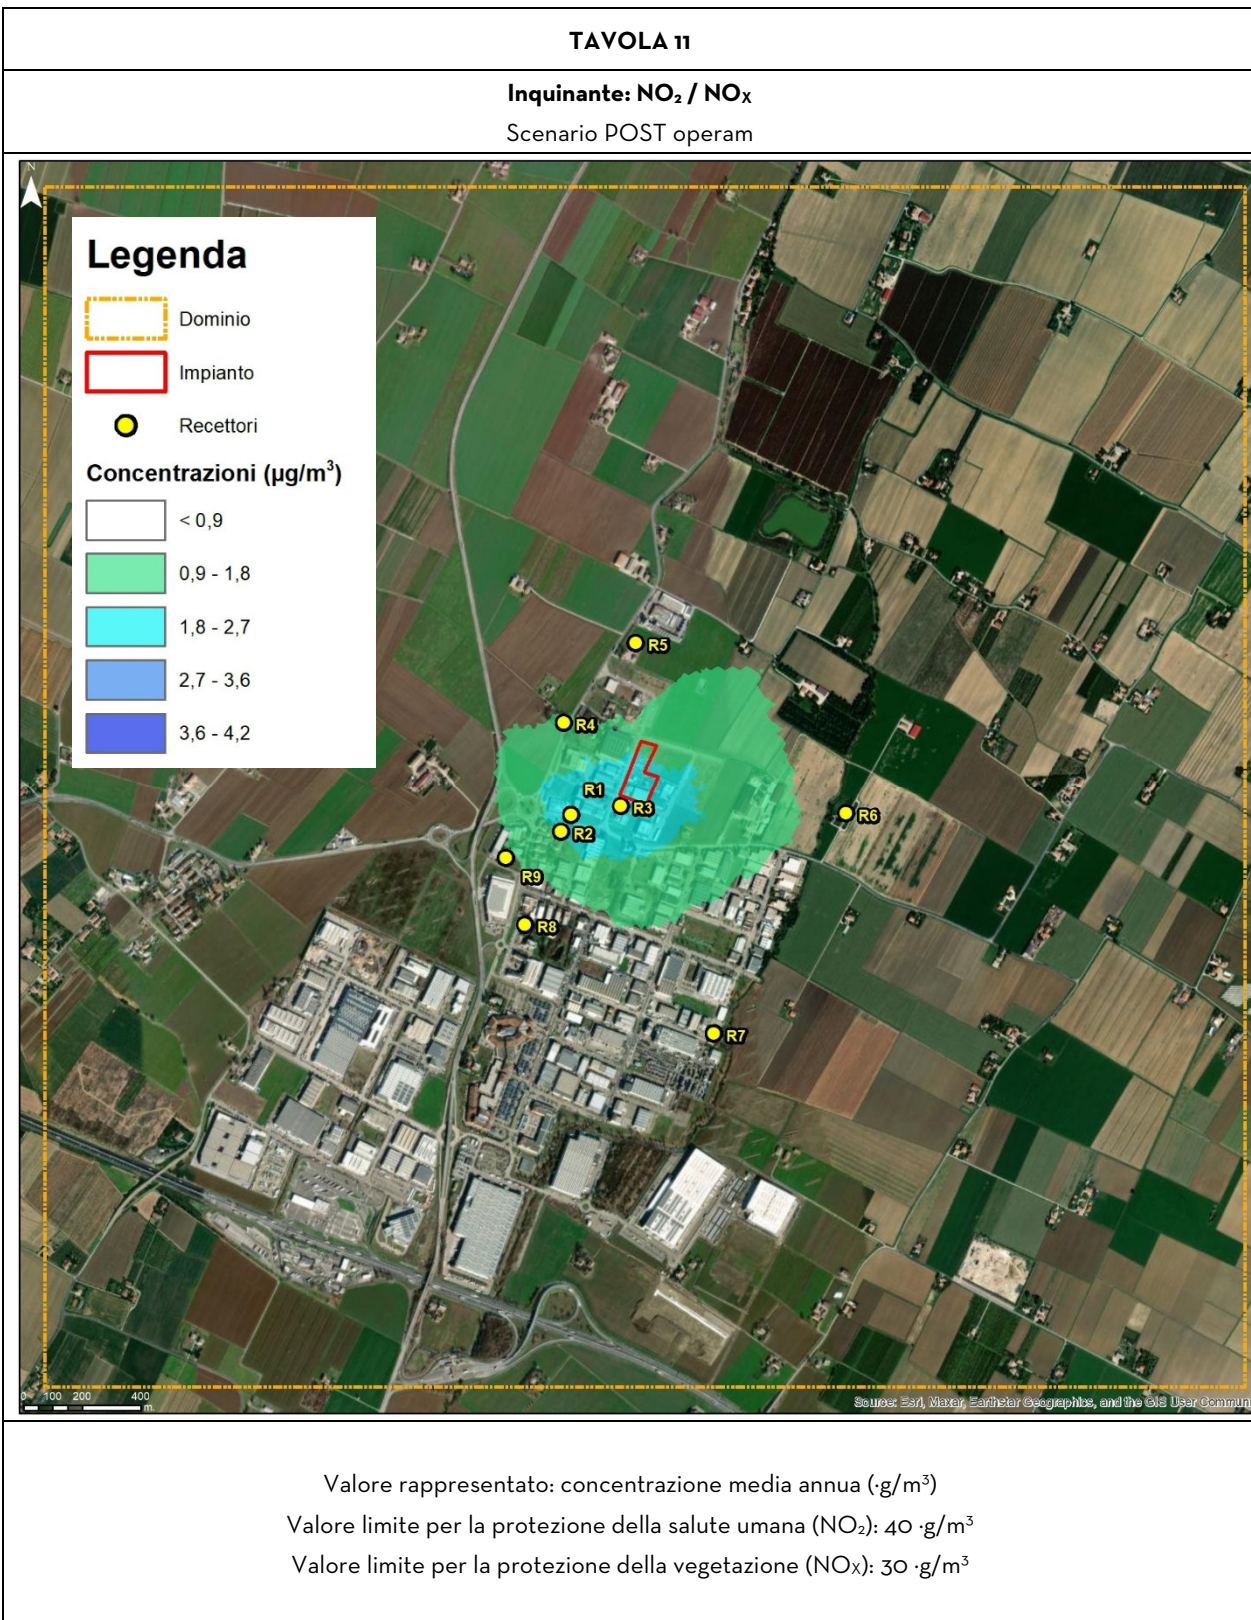 TAVOLA 11
Inquinante: NO₂ / NOₓ
Scenario POST operam
N
Legenda
Dominio
Impianto
Recettori
Concentrazioni (µg/m³)
< 0,9
0,9 - 1,8
1,8 - 2,7
2,7 - 3,6
3,6 - 4,2
R5
R4
R1
R3
R6
R2
R9
R8
R7
0 100 200 400
m
Source: Esri, Maxar, Earthstar Geographics, and the GIS User Commun
Valore rappresentato: concentrazione media annua (·g/m³)
Valore limite per la protezione della salute umana (NO₂): 40 ·g/m³
Valore limite per la protezione della vegetazione (NOₓ): 30 ·g/m³